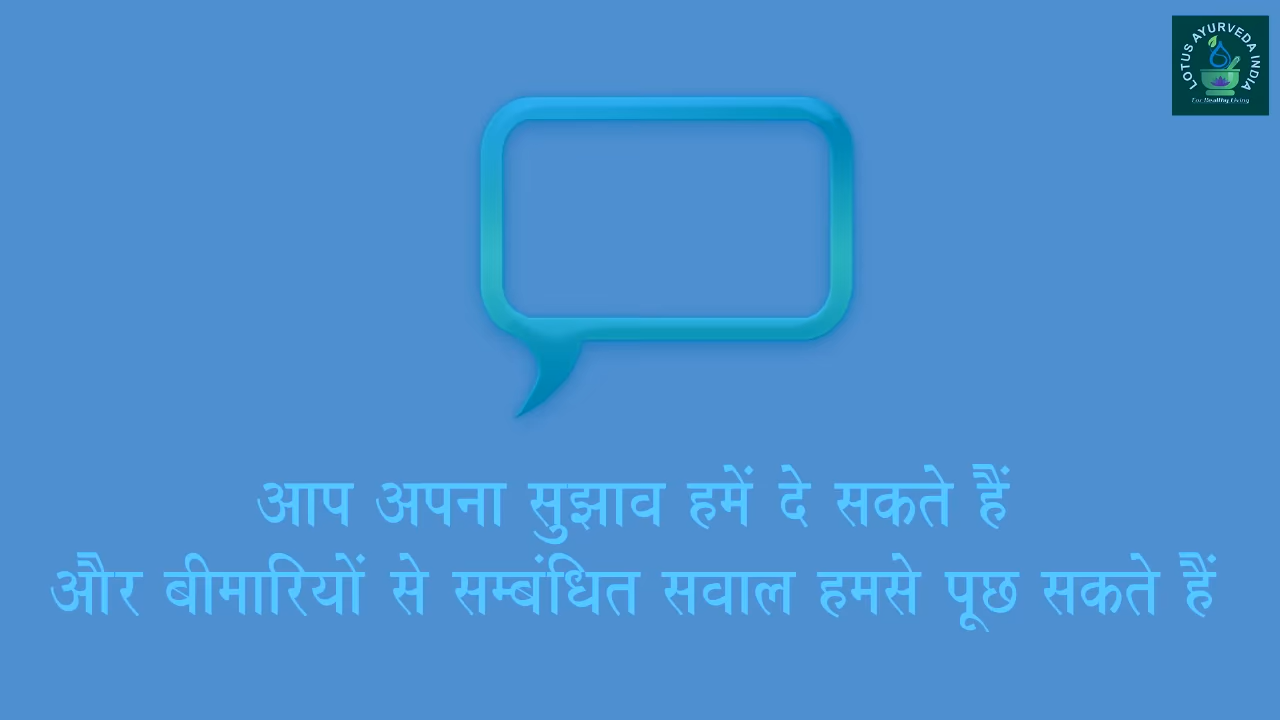 LOTUS AYURVEDA INDIA
For Healthy Living
आप अपना सुझाव हमें दे सकते हैं
और बीमारियों से सम्बंधित सवाल हमसे पूछ सकते हैं